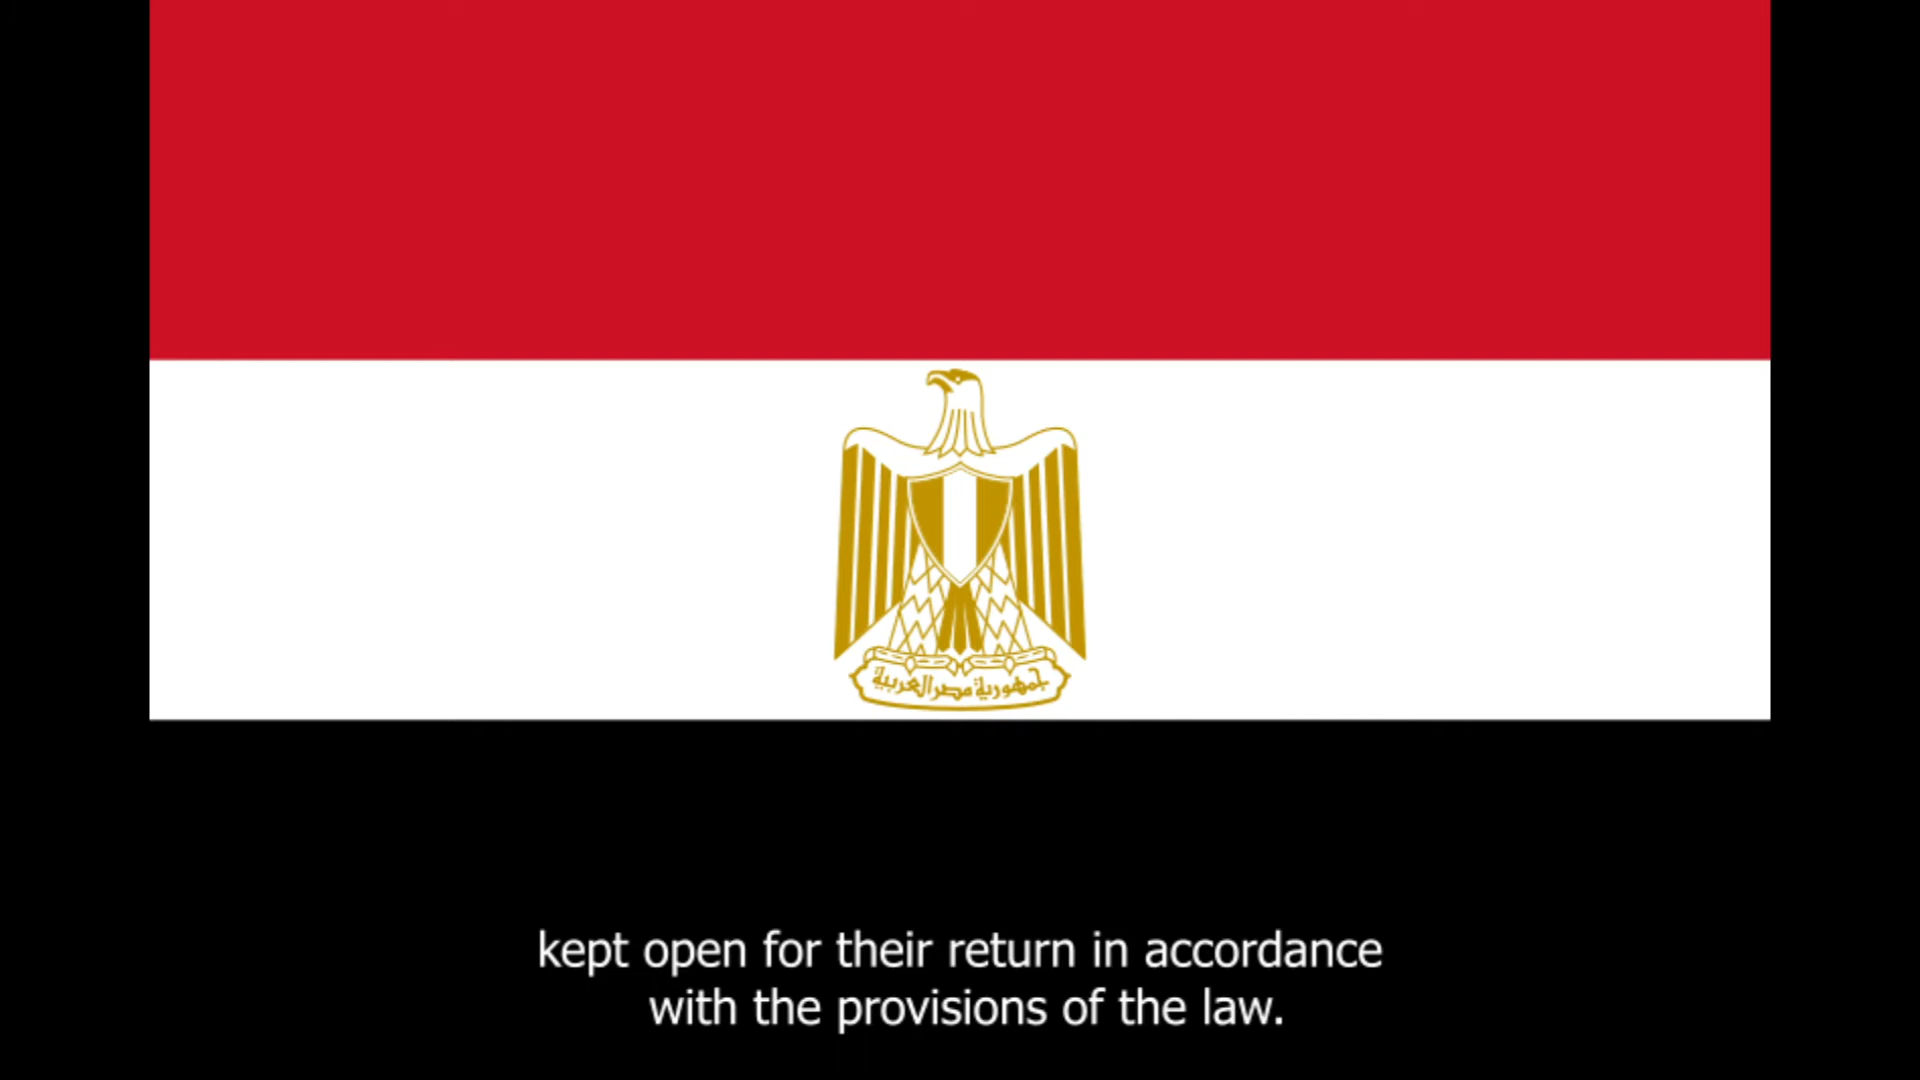 جمهورية مصر العربية
kept open for their return in accordance
with the provisions of the law.